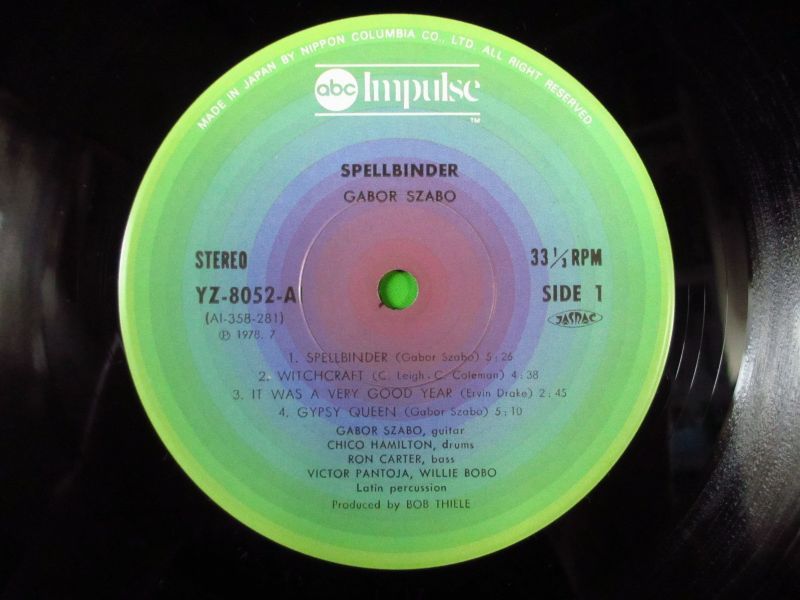 MADE IN JAPAN BY NIPPON COLUMBIA CO., LTD. ALL RIGHT RESERVED.
abc Impulse
TM
SPELLBINDER
GABOR SZABO
STEREO
33 1/3 RPM
YZ-8052-A
SIDE 1
(AI-358-281)
JASRAC
Ⓟ 1978. 7
1. SPELLBINDER (Gabor Szabo) 5:26
2. WITCHCRAFT (C. Leigh. C. Coleman) 4:38
3. IT WAS A VERY GOOD YEAR (Ervin Drake) 2:45
4. GYPSY QUEEN (Gabor Szabo) 5:10
GABOR SZABO, guitar
CHICO HAMILTON, drums
RON CARTER, bass
VICTOR PANTOJA, WILLIE BOBO
Latin percussion
Produced by BOB THIELE